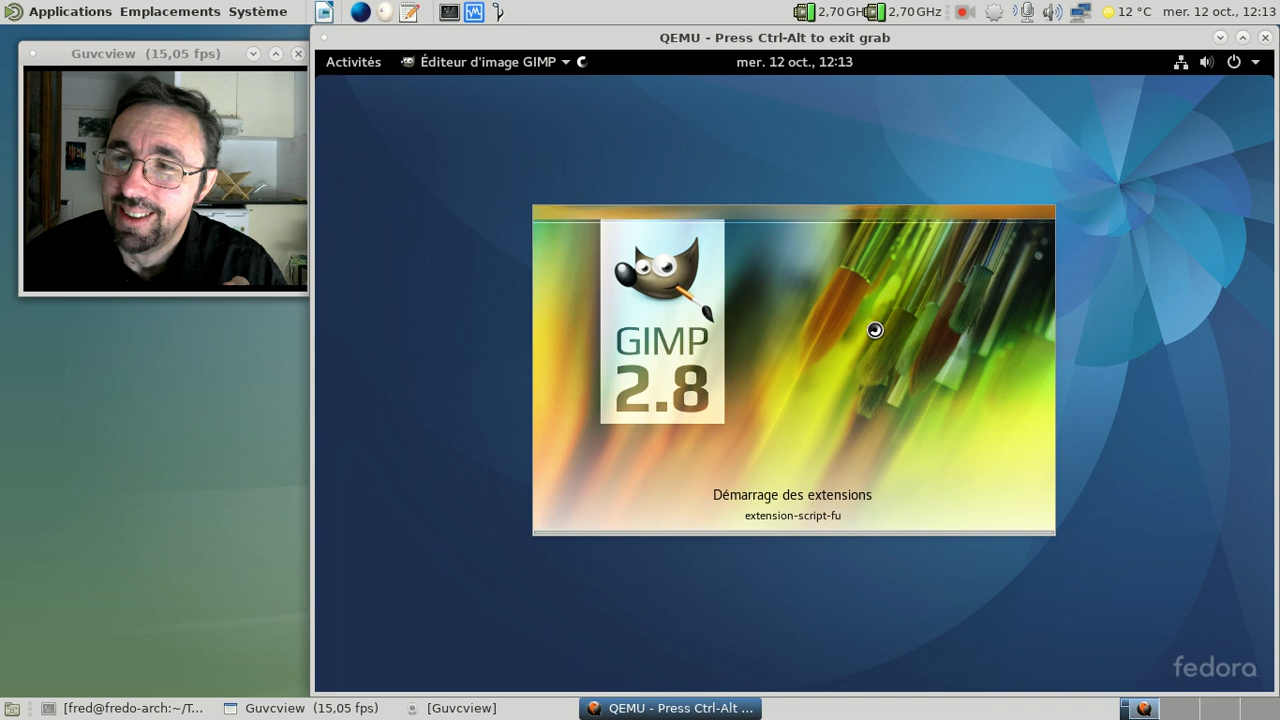 Applications Emplacements Système
2,70 GH 2,70 GHz 12 °C mer. 12 oct., 12:13
Guvcview (15,05 fps)
QEMU - Press Ctrl-Alt to exit grab
Activités Éditeur d'image GIMP mer. 12 oct., 12:13
GIMP
2.8
Démarrage des extensions
extension-script-fu
fedora
[fred@fredo-arch:~/T... Guvcview (15,05 fps) [Guvcview] QEMU - Press Ctrl-Alt ...